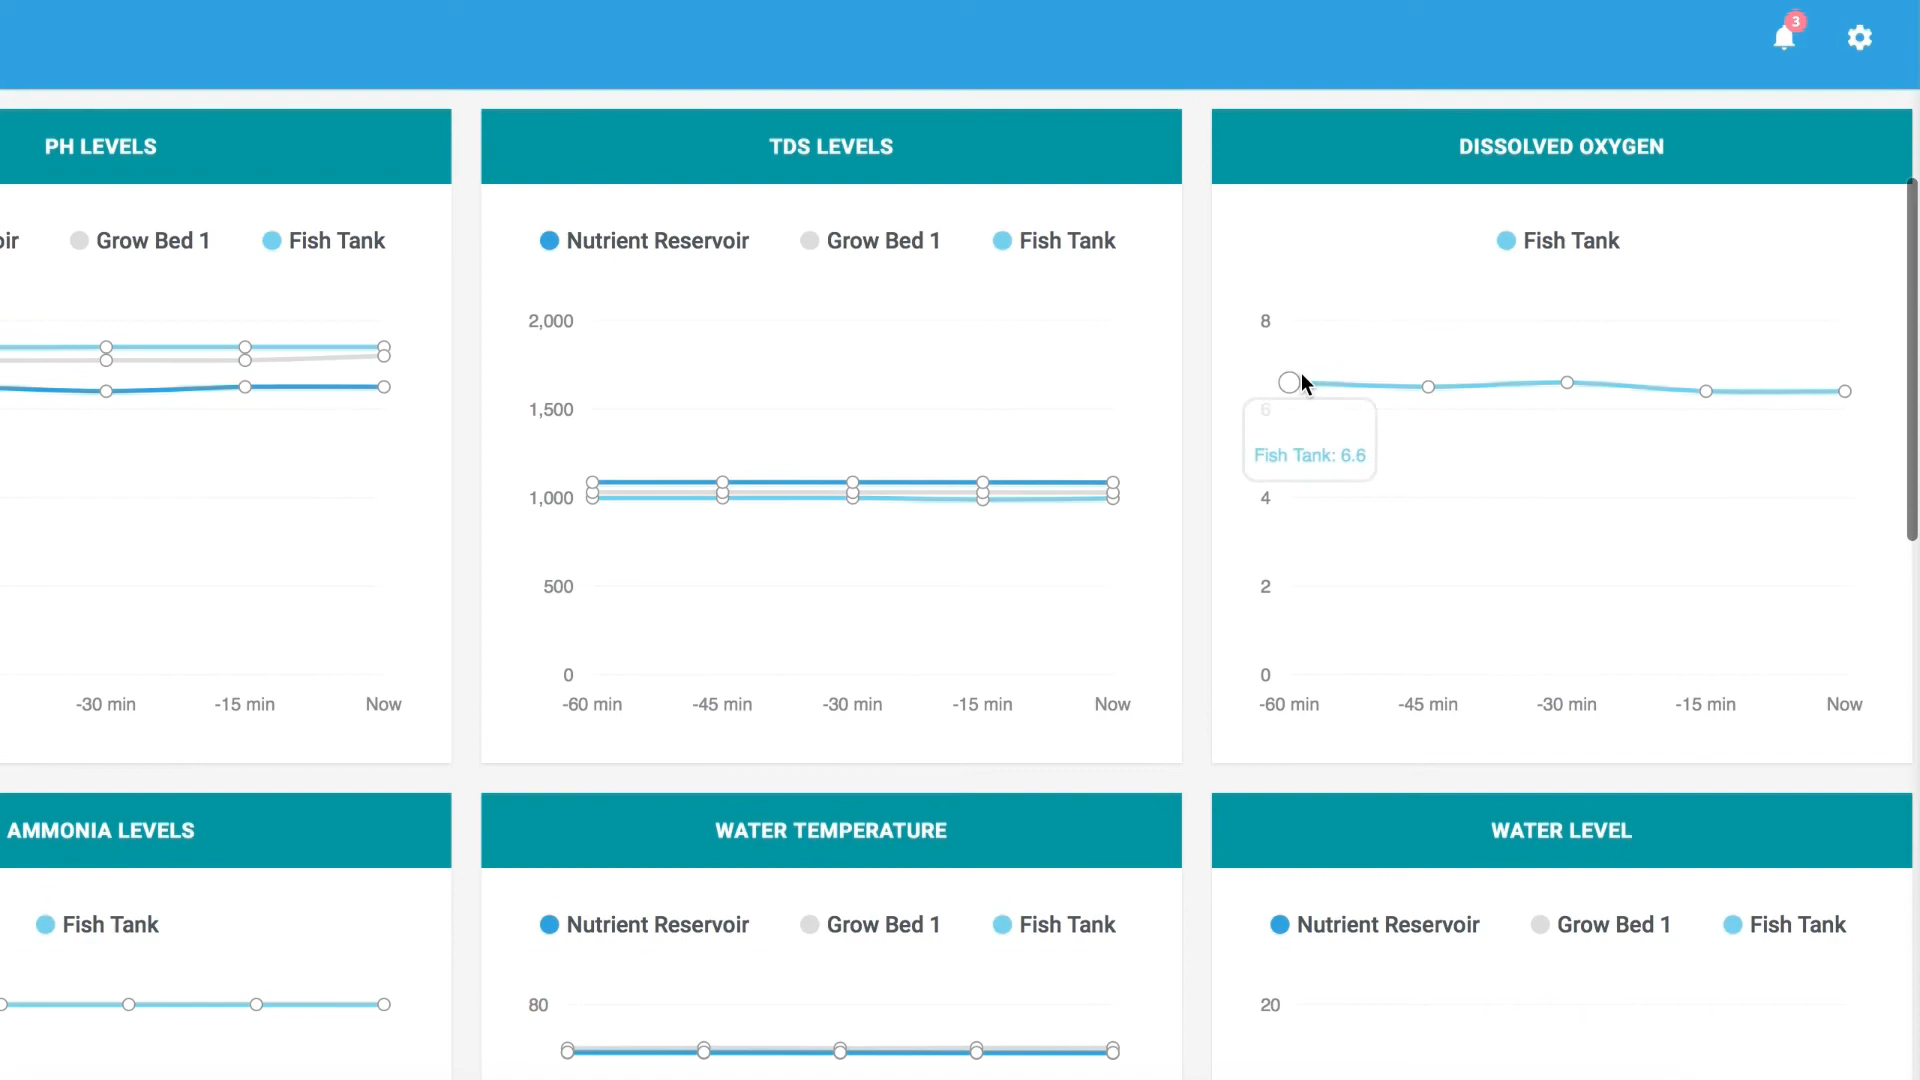 3
PH LEVELS
TDS LEVELS
DISSOLVED OXYGEN
oir
Grow Bed 1
Fish Tank
Nutrient Reservoir
Grow Bed 1
Fish Tank
Fish Tank
2,000
1,500
1,000
500
0
8
6
Fish Tank: 6.6
4
2
0
-30 min
-15 min
Now
-60 min
-45 min
-30 min
-15 min
Now
-60 min
-45 min
-30 min
-15 min
Now
AMMONIA LEVELS
WATER TEMPERATURE
WATER LEVEL
Fish Tank
Nutrient Reservoir
Grow Bed 1
Fish Tank
Nutrient Reservoir
Grow Bed 1
Fish Tank
80
20